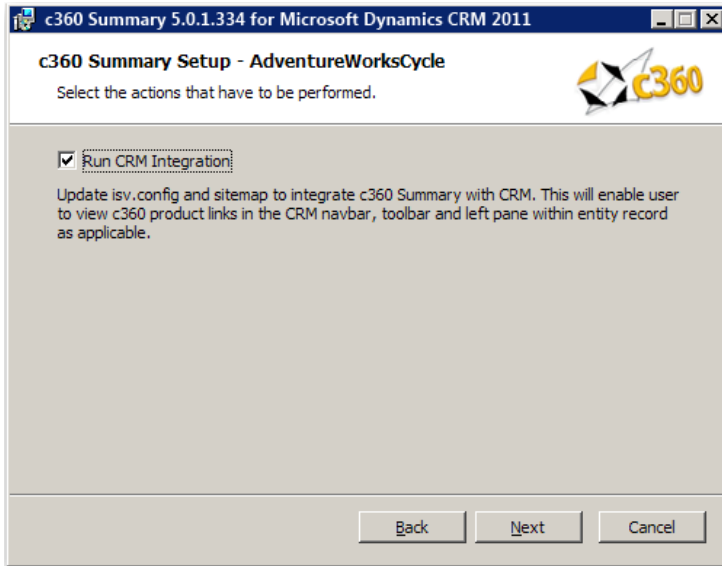 c360 Summary 5.0.1.334 for Microsoft Dynamics CRM 2011
c360 Summary Setup - AdventureWorksCycle
Select the actions that have to be performed.
c360
Run CRM Integration
Update isv.config and sitemap to integrate c360 Summary with CRM. This will enable user
to view c360 product links in the CRM navbar, toolbar and left pane within entity record
as applicable.
Back Next Cancel